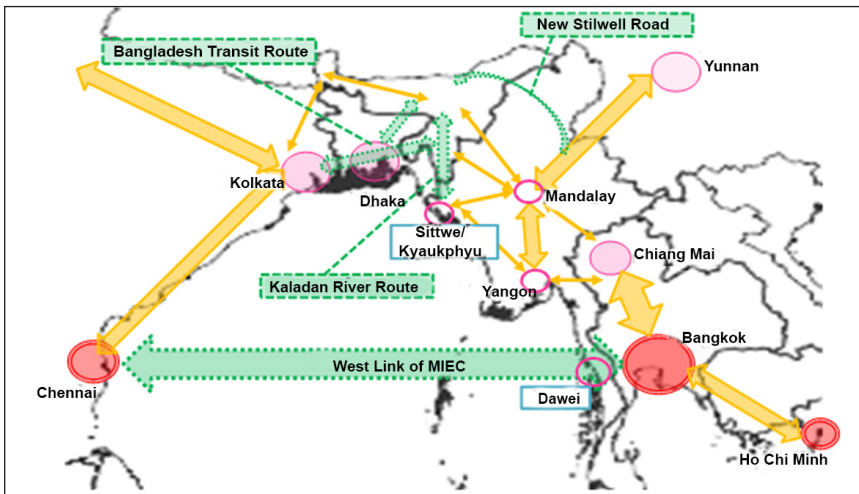 New Stilwell Road
Bangladesh Transit Route
Yunnan
Kolkata
Dhaka
Mandalay
Sittwe/
Kyaukphyu
Chiang Mai
Kaladan River Route
Yangon
Bangkok
West Link of MIEC
Chennai
Dawei
Ho Chi Minh